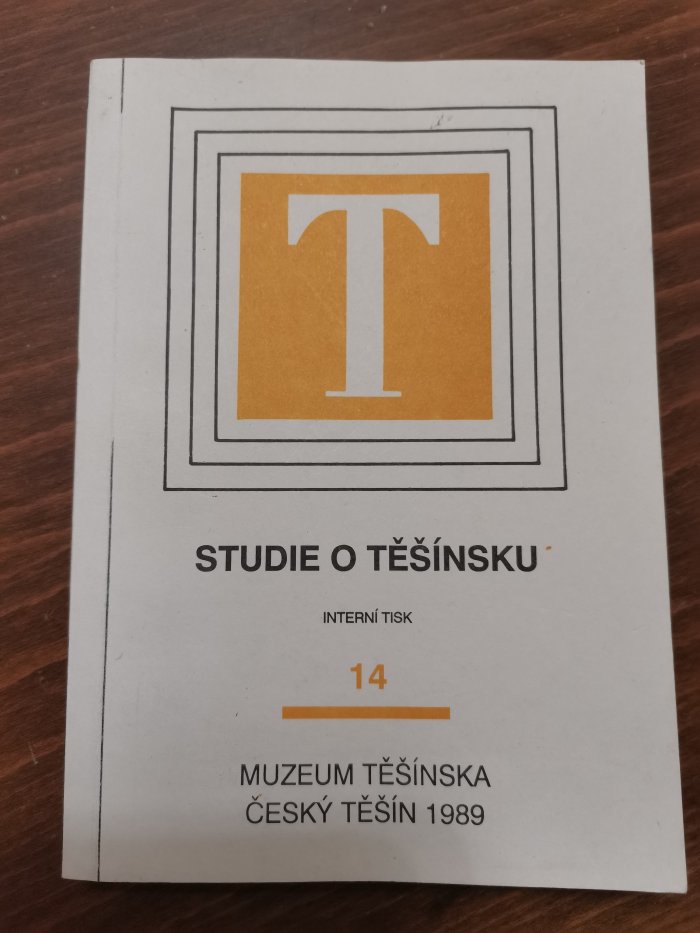 T
STUDIE O TĚŠÍNSKU
INTERNÍ TISK
14
MUZEUM TĚŠÍNSKA
ČESKÝ TĚŠÍN 1989